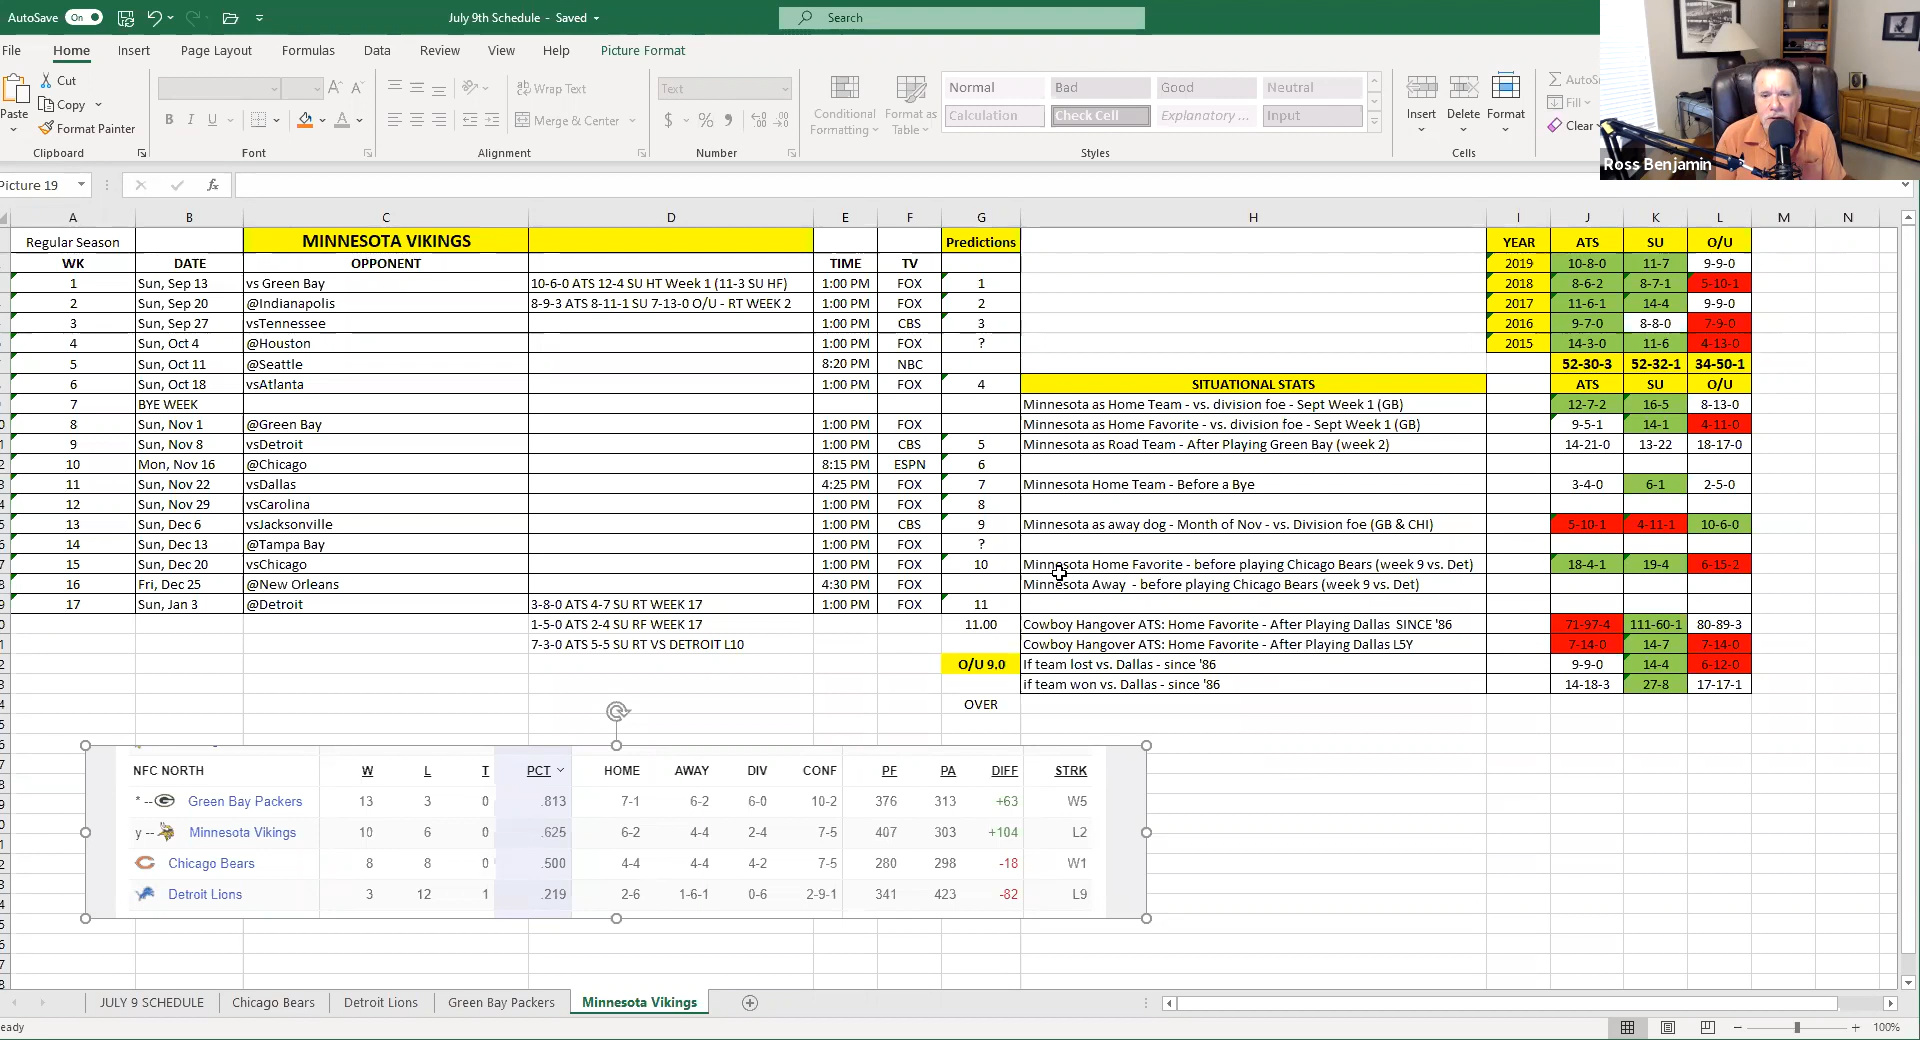 AutoSave On July 9th Schedule - Saved Search
File Home Insert Page Layout Formulas Data Review View Help Picture Format
Paste Cut Copy Format Painter Clipboard
B I U Font
Wrap Text Merge & Center Alignment
Text $ % Number
Conditional Formatting Format as Table
Normal Bad Good Neutral
Calculation Check Cell Explanatory ... Input
Styles
Insert Delete Format Cells
AutoS
Fill
Clear
Ross Benjamin
Picture 19 fx
A B C D E F G H I J K L M N
Regular Season MINNESOTA VIKINGS Predictions YEAR ATS SU O/U
WK DATE OPPONENT TIME TV 2019 10-8-0 11-7 9-9-0
1 Sun, Sep 13 vs Green Bay 10-6-0 ATS 12-4 SU HT Week 1 (11-3 SU HF) 1:00 PM FOX 1 2018 8-6-2 8-7-1 5-10-1
2 Sun, Sep 20 @Indianapolis 8-9-3 ATS 8-11-1 SU 7-13-0 O/U - RT WEEK 2 1:00 PM FOX 2 2017 11-6-1 14-4 9-9-0
3 Sun, Sep 27 vsTennessee 1:00 PM CBS 3 2016 9-7-0 8-8-0 7-9-0
4 Sun, Oct 4 @Houston 1:00 PM FOX ? 2015 14-3-0 11-6 4-13-0
5 Sun, Oct 11 @Seattle 8:20 PM NBC 52-30-3 52-32-1 34-50-1
6 Sun, Oct 18 vsAtlanta 1:00 PM FOX 4 SITUATIONAL STATS ATS SU O/U
7 BYE WEEK Minnesota as Home Team - vs. division foe - Sept Week 1 (GB) 12-7-2 16-5 8-13-0
8 Sun, Nov 1 @Green Bay 1:00 PM FOX Minnesota as Home Favorite - vs. division foe - Sept Week 1 (GB) 9-5-1 14-1 4-11-0
9 Sun, Nov 8 vsDetroit 1:00 PM CBS 5 Minnesota as Road Team - After Playing Green Bay (week 2) 14-21-0 13-22 18-17-0
10 Mon, Nov 16 @Chicago 8:15 PM ESPN 6
11 Sun, Nov 22 vsDallas 4:25 PM FOX 7 Minnesota Home Team - Before a Bye 3-4-0 6-1 2-5-0
12 Sun, Nov 29 vsCarolina 1:00 PM FOX 8
13 Sun, Dec 6 vsJacksonville 1:00 PM CBS 9 Minnesota as away dog - Month of Nov - vs. Division foe (GB & CHI) 5-10-1 4-11-1 10-6-0
14 Sun, Dec 13 @Tampa Bay 1:00 PM FOX ?
15 Sun, Dec 20 vsChicago 1:00 PM FOX 10 Minnesota Home Favorite - before playing Chicago Bears (week 9 vs. Det) 18-4-1 19-4 6-15-2
16 Fri, Dec 25 @New Orleans 4:30 PM FOX Minnesota Away - before playing Chicago Bears (week 9 vs. Det)
17 Sun, Jan 3 @Detroit 3-8-0 ATS 4-7 SU RT WEEK 17 1:00 PM FOX 11
1-5-0 ATS 2-4 SU RF WEEK 17 11.00 Cowboy Hangover ATS: Home Favorite - After Playing Dallas SINCE '86 71-97-4 111-60-1 80-89-3
7-3-0 ATS 5-5 SU RT VS DETROIT L10 Cowboy Hangover ATS: Home Favorite - After Playing Dallas L5Y 7-14-0 14-7 7-14-0
O/U 9.0 If team lost vs. Dallas - since '86 9-9-0 14-4 6-12-0
if team won vs. Dallas - since '86 14-18-3 27-8 17-17-1
OVER
NFC NORTH W L T PCT HOME AWAY DIV CONF PF PA DIFF STRK
* -- Green Bay Packers 13 3 0 .813 7-1 6-2 6-0 10-2 376 313 +63 W5
y -- Minnesota Vikings 10 6 0 .625 6-2 4-4 2-4 7-5 407 303 +104 L2
Chicago Bears 8 8 0 .500 4-4 4-4 4-2 7-5 280 298 -18 W1
Detroit Lions 3 12 1 .219 2-6 1-6-1 0-6 2-9-1 341 423 -82 L9
JULY 9 SCHEDULE Chicago Bears Detroit Lions Green Bay Packers Minnesota Vikings
eady 100%